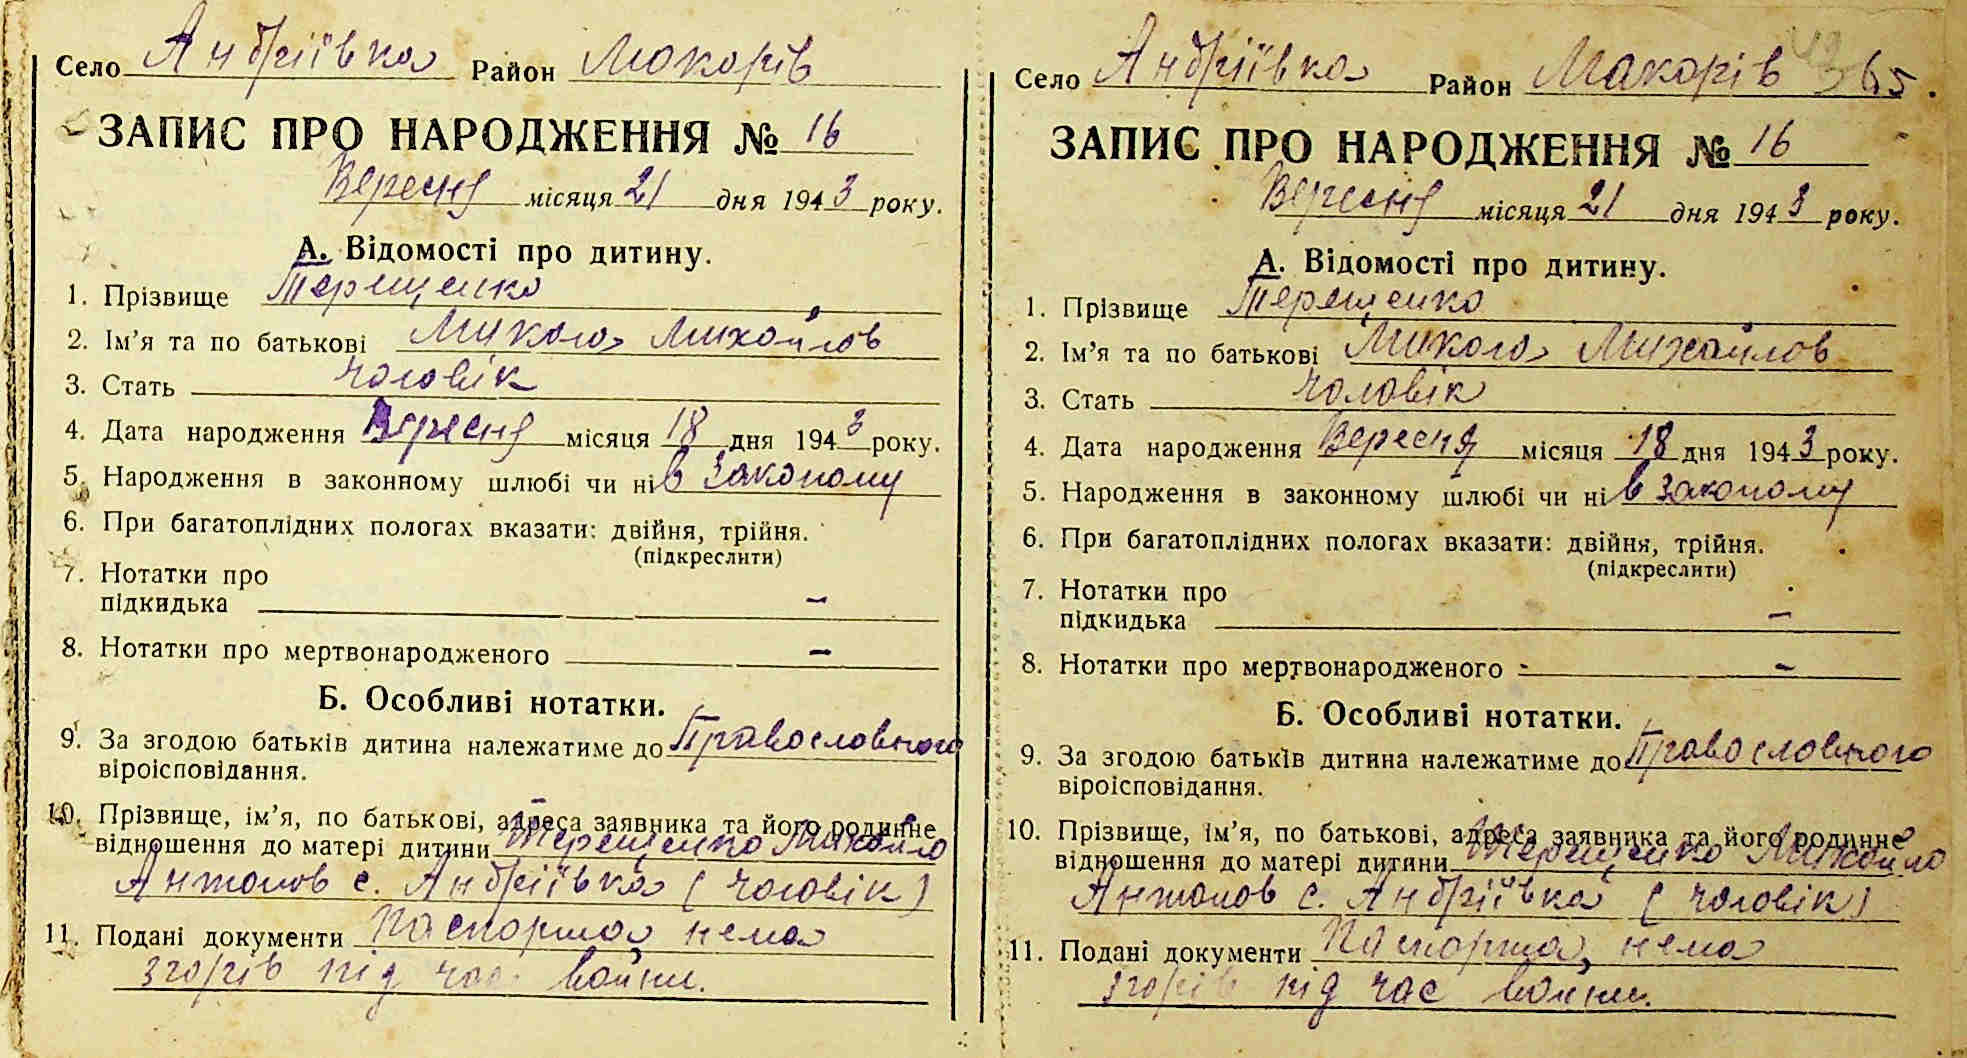 Село Андріївка Район Макорів
ЗАПИС ПРО НАРОДЖЕННЯ № 16
Вересня місяця 21 дня 1943 року.
А. Відомості про дитину.
1. Прізвище Терещенко
2. Ім'я та по батькові Микола Михайлов
3. Стать чоловік
4. Дата народження Вересня місяця 18 дня 1943 року.
5. Народження в законному шлюбі чи ні в законому
6. При багатоплідних пологах вказати: двійня, трійня.
(підкреслити)
7. Нотатки про
підкидька –
8. Нотатки про мертвонародженого –
Б. Особливі нотатки.
9. За згодою батьків дитина належатиме до Православного
віроісповідання.
10. Прізвище, ім'я, по батькові, адреса заявника та його родинне
відношення до матері дитини Терещенко Михайло
Антонов с. Андріївка (чоловік)
11. Подані документи Паспорта нема
згорів під час войни.
Село Андріївка Район Макорів 365.
ЗАПИС ПРО НАРОДЖЕННЯ № 16
Вересня місяця 21 дня 1943 року.
А. Відомості про дитину.
1. Прізвище Терещенко
2. Ім'я та по батькові Микола Михайлов
3. Стать чоловік
4. Дата народження Вересня місяця 18 дня 1943 року.
5. Народження в законному шлюбі чи ні в законому
6. При багатоплідних пологах вказати: двійня, трійня.
(підкреслити)
7. Нотатки про
підкидька –
8. Нотатки про мертвонародженого –
Б. Особливі нотатки.
9. За згодою батьків дитина належатиме до Православного
віроісповідання.
10. Прізвище, ім'я, по батькові, адреса заявника та його родинне
відношення до матері дитини Терещенко Михайло
Антонов с. Андріївка (чоловік)
11. Подані документи Паспорта нема
згорів під час войни.